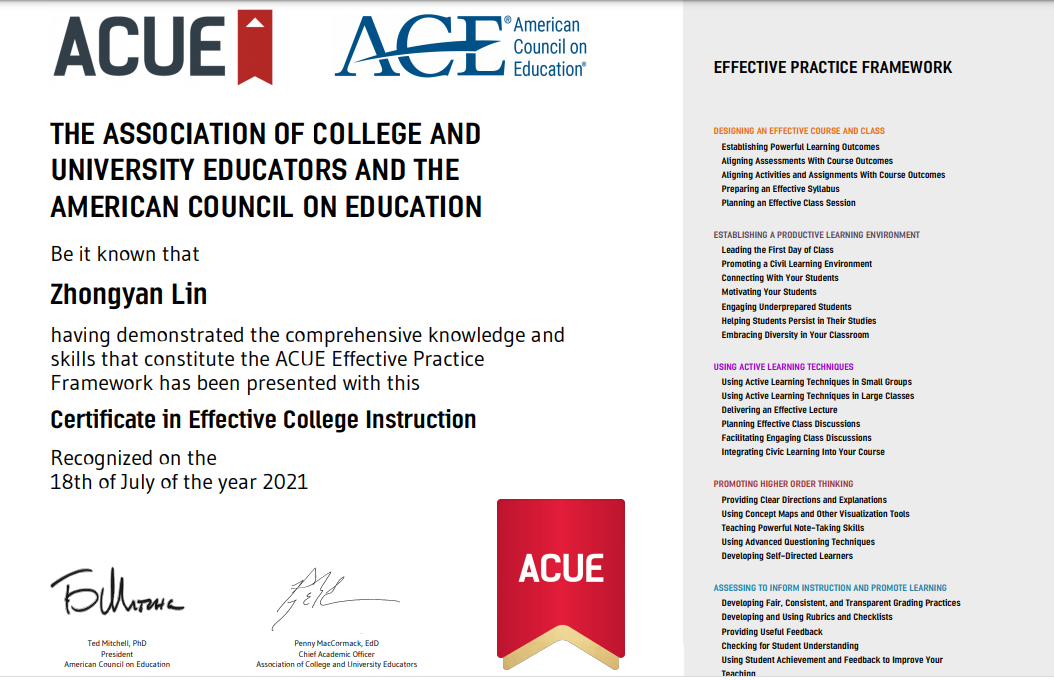 ACUE
ACE® American
Council on
Education®
THE ASSOCIATION OF COLLEGE AND
UNIVERSITY EDUCATORS AND THE
AMERICAN COUNCIL ON EDUCATION
Be it known that
Zhongyan Lin
having demonstrated the comprehensive knowledge and
skills that constitute the ACUE Effective Practice
Framework has been presented with this
Certificate in Effective College Instruction
Recognized on the
18th of July of the year 2021
Ted Mitchell, PhD
President
American Council on Education
Penny MacCormack, EdD
Chief Academic Officer
Association of College and University Educators
ACUE
EFFECTIVE PRACTICE FRAMEWORK
DESIGNING AN EFFECTIVE COURSE AND CLASS
Establishing Powerful Learning Outcomes
Aligning Assessments With Course Outcomes
Aligning Activities and Assignments With Course Outcomes
Preparing an Effective Syllabus
Planning an Effective Class Session
ESTABLISHING A PRODUCTIVE LEARNING ENVIRONMENT
Leading the First Day of Class
Promoting a Civil Learning Environment
Connecting With Your Students
Motivating Your Students
Engaging Underprepared Students
Helping Students Persist in Their Studies
Embracing Diversity in Your Classroom
USING ACTIVE LEARNING TECHNIQUES
Using Active Learning Techniques in Small Groups
Using Active Learning Techniques in Large Classes
Delivering an Effective Lecture
Planning Effective Class Discussions
Facilitating Engaging Class Discussions
Integrating Civic Learning Into Your Course
PROMOTING HIGHER ORDER THINKING
Providing Clear Directions and Explanations
Using Concept Maps and Other Visualization Tools
Teaching Powerful Note-Taking Skills
Using Advanced Questioning Techniques
Developing Self-Directed Learners
ASSESSING TO INFORM INSTRUCTION AND PROMOTE LEARNING
Developing Fair, Consistent, and Transparent Grading Practices
Developing and Using Rubrics and Checklists
Providing Useful Feedback
Checking for Student Understanding
Using Student Achievement and Feedback to Improve Your
Teaching